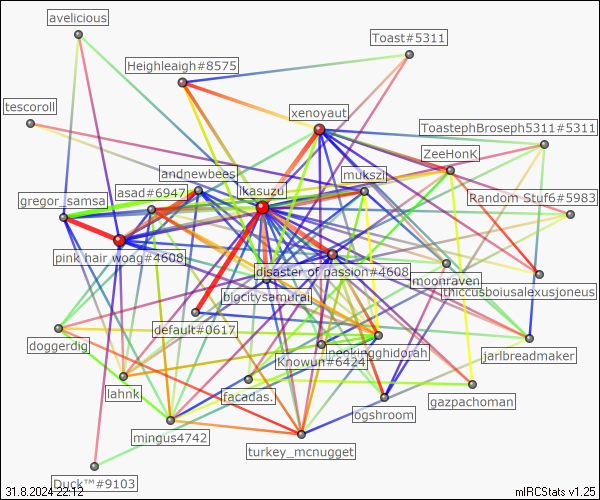 avelicious
Toast#5311
Heighleaigh#8575
tescoroll
xenoyaut
ToastephBroseph5311#5311
ZeeHonK
andnewbees
mukszi
asad#6947
ikasuzu
gregor_samsa
Random Stuf6#5983
pink hair woag#4608
disaster of passion#4608
moonraven
thiccusboiusalexusjoneus
bigcitysamurai
default#0617
doggerdig
neokingghidorah
Knowun#6424
jarlbreadmaker
lahnk
facadas.
gazpachoman
ogshroom
mingus4742
turkey_mcnugget
Duck™#9103
31.8.2024 22:12
mIRCStats v1.25